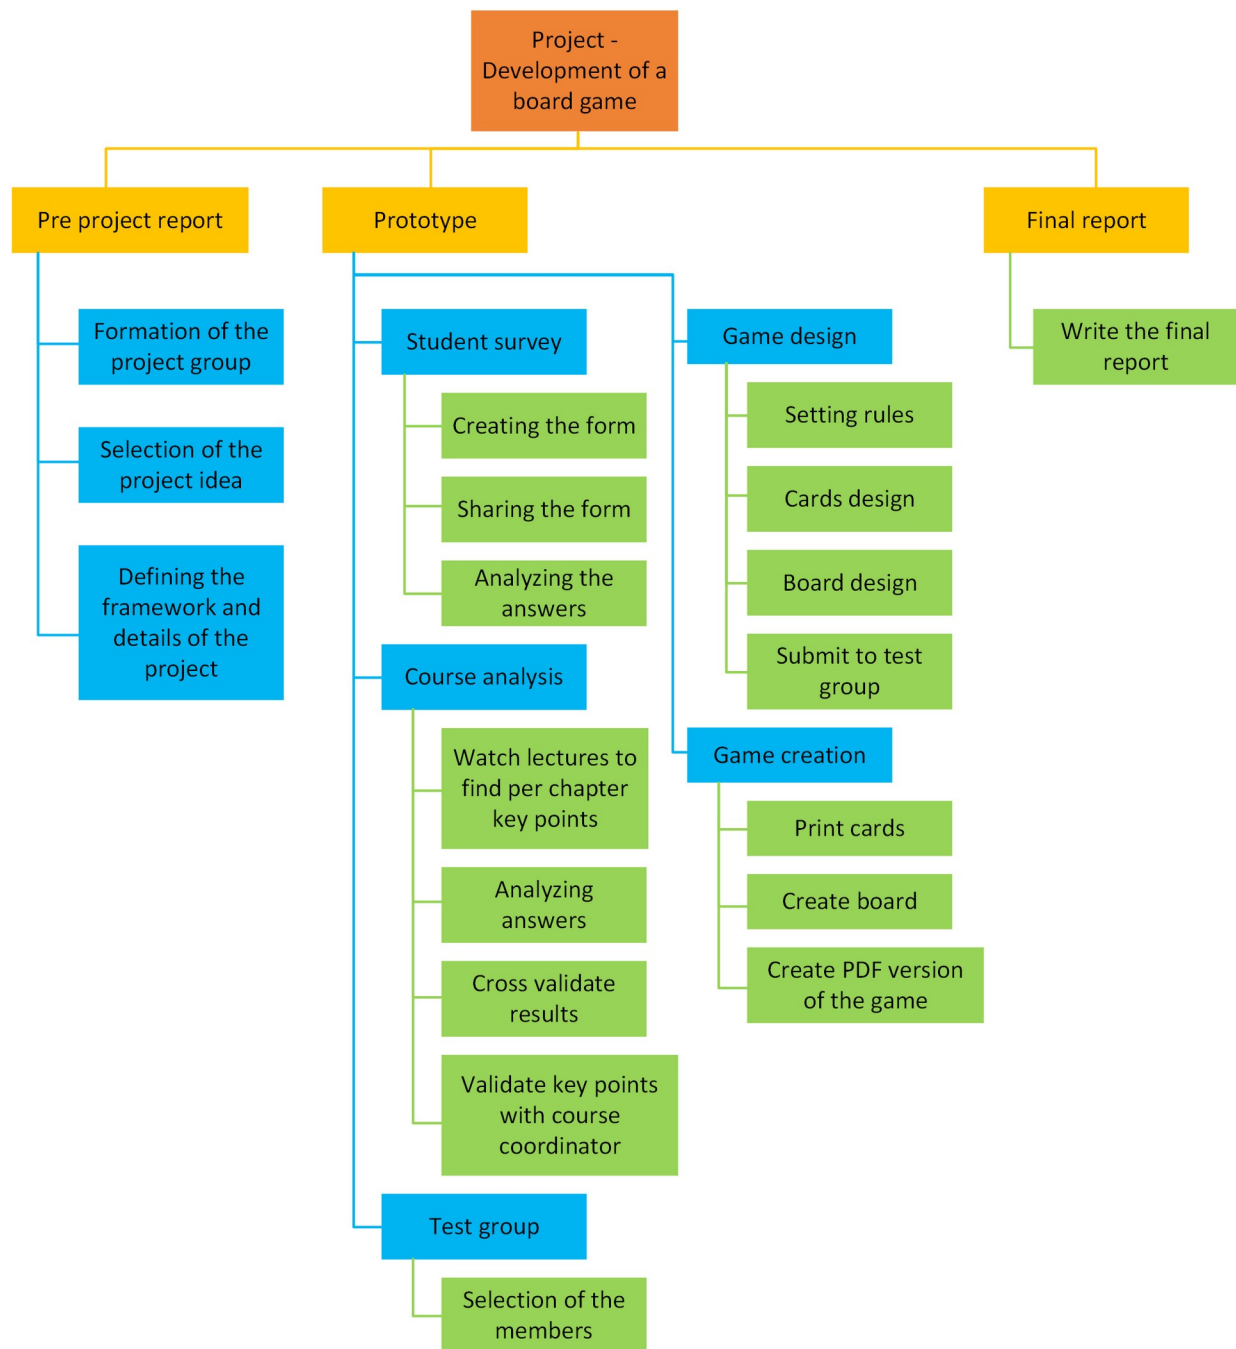 Project -
Development of a
board game
Pre project report
Prototype
Final report
Formation of the
project group
Selection of the
project idea
Defining the
framework and
details of the
project
Student survey
Creating the form
Sharing the form
Analyzing the
answers
Course analysis
Watch lectures to
find per chapter
key points
Analyzing
answers
Cross validate
results
Validate key points
with course
coordinator
Test group
Selection of the
members
Game design
Setting rules
Cards design
Board design
Submit to test
group
Game creation
Print cards
Create board
Create PDF version
of the game
Write the final
report